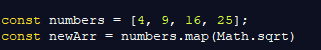 const numbers = [4, 9, 16, 25];
const newArr = numbers.map(Math.sqrt)